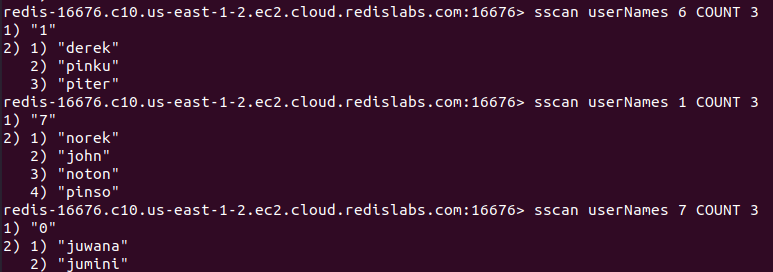 redis-16676.c10.us-east-1-2.ec2.cloud.redislabs.com:16676> sscan userNames 6 COUNT 3
1) "1"
2) 1) "derek"
   2) "pinku"
   3) "piter"
redis-16676.c10.us-east-1-2.ec2.cloud.redislabs.com:16676> sscan userNames 1 COUNT 3
1) "7"
2) 1) "norek"
   2) "john"
   3) "noton"
   4) "pinso"
redis-16676.c10.us-east-1-2.ec2.cloud.redislabs.com:16676> sscan userNames 7 COUNT 3
1) "0"
2) 1) "juwana"
   2) "jumini"